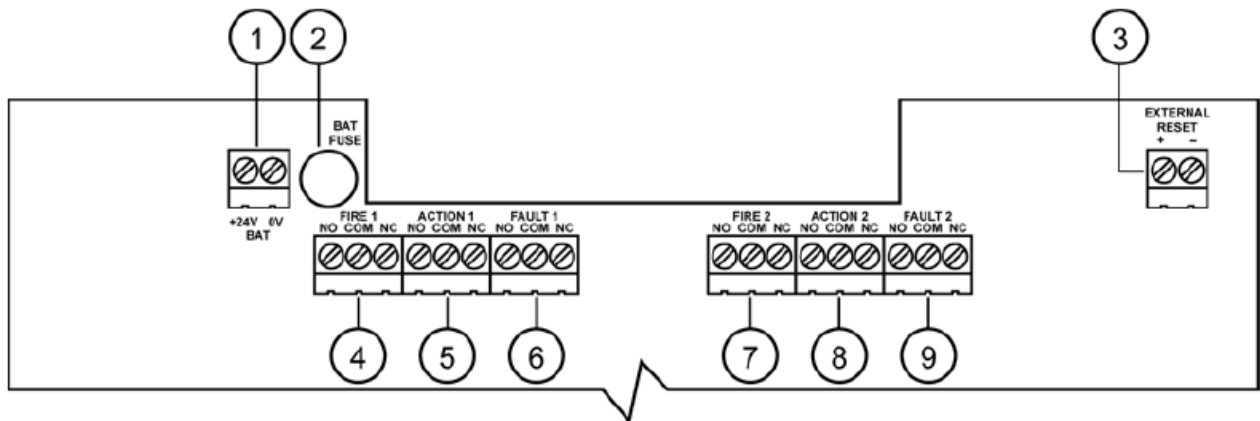 1 2 3
BAT
FUSE
EXTERNAL
RESET
+ −
+24V 0V
BAT
FIRE 1 ACTION 1 FAULT 1 FIRE 2 ACTION 2 FAULT 2
NO COM NC NO COM NC NO COM NC NO COM NC NO COM NC NO COM NC
4 5 6 7 8 9